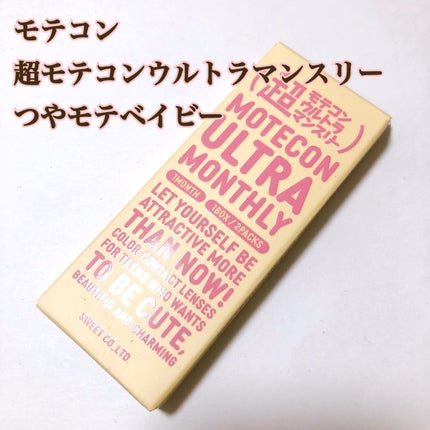 モテコン
超モテコンウルトラマンスリー
つやモテベイビー
(超モテコン
ウルトラ
マンスリー)
MOTECON
ULTRA
MONTHLY
1MONTH 1BOX/2PACKS
LET YOURSELF BE
ATTRACTIVE MORE
THAN NOW!
COLOR CONTACT LENSES
FOR THOSE WHO WANTS
TO BE CUTE,
BEAUTIFUL AND CHARMING
SWEET CO.,LTD.